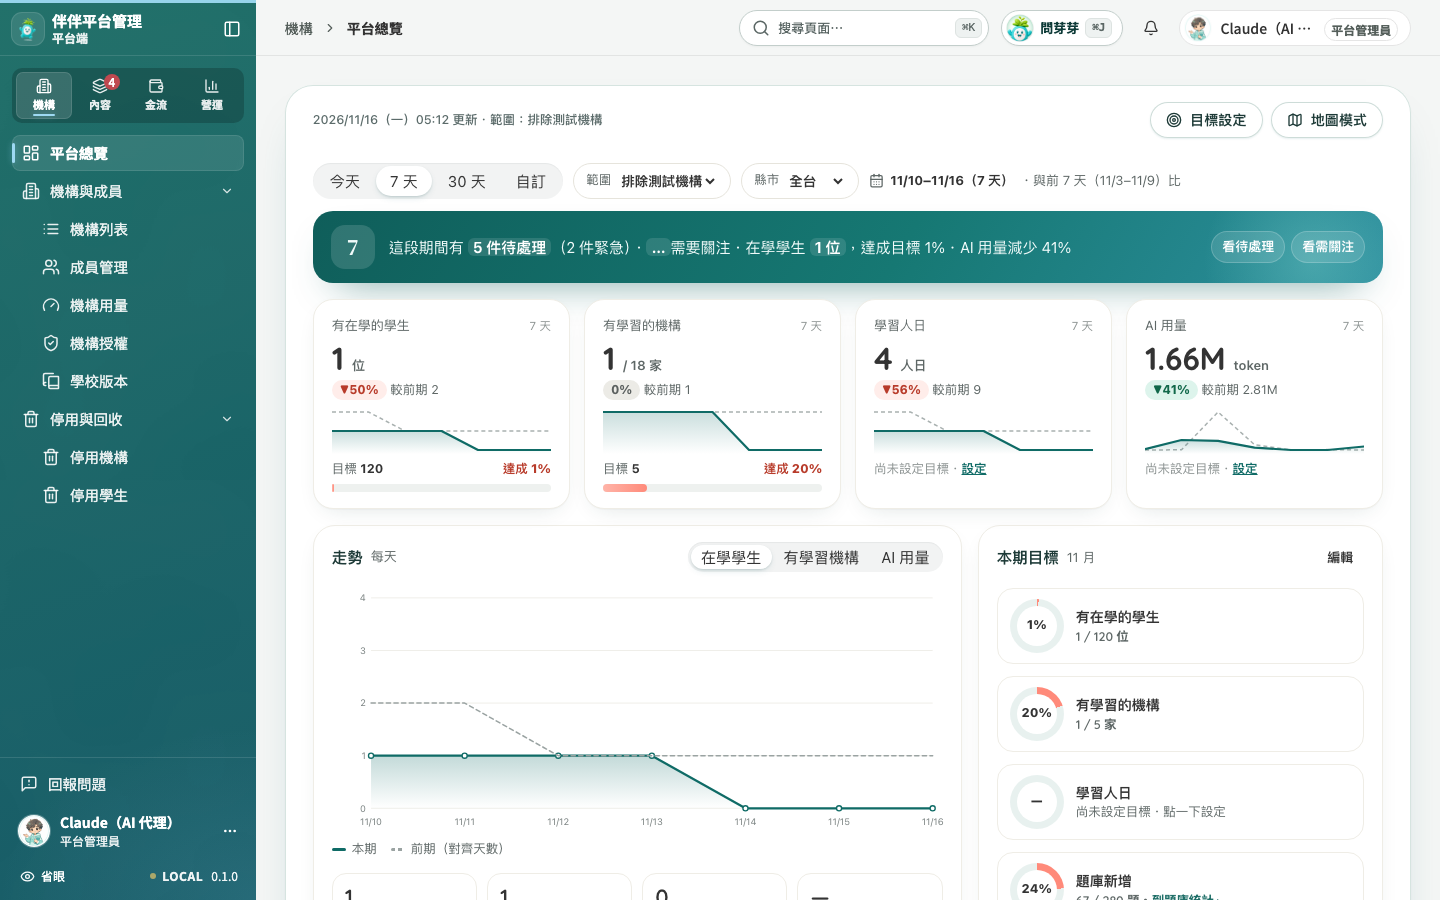 伴伴平台管理
平台端
機構
內容
4
金流
營運
平台總覽
機構與成員
機構列表
成員管理
機構用量
機構授權
學校版本
停用與回收
停用機構
停用學生
回報問題
Claude（AI 代理）
平台管理員
省眼
LOCAL 0.1.0
機構 > 平台總覽
搜尋頁面…
⌘K
問芽芽
⌘J
Claude（AI …
平台管理員
2026/11/16（一）05:12 更新 · 範圍：排除測試機構
目標設定
地圖模式
今天 7 天 30 天 自訂
範圍 排除測試機構
縣市 全台
11/10–11/16（7 天）
· 與前 7 天（11/3–11/9）比
7
這段期間有 5 件待處理（2 件緊急）· …需要關注 · 在學學生 1 位，達成目標 1% · AI 用量減少 41%
看待處理
看需關注
有在學的學生 7 天
1 位
▼50% 較前期 2
目標 120 達成 1%
有學習的機構 7 天
1 / 18 家
0% 較前期 1
目標 5 達成 20%
學習人日 7 天
4 人日
▼56% 較前期 9
尚未設定目標 · 設定
AI 用量 7 天
1.66M token
▼41% 較前期 2.81M
尚未設定目標 · 設定
走勢 每天
在學學生 有學習機構 AI 用量
4
3
2
1
0
11/10 11/11 11/12 11/13 11/14 11/15 11/16
本期 前期（對齊天數）
1 1 0 —
本期目標 11 月
編輯
1%
有在學的學生
1 / 120 位
20%
有學習的機構
1 / 5 家
—
學習人日
尚未設定目標 · 點一下設定
24%
題庫新增
67 / 280 題 · 到題庫統計